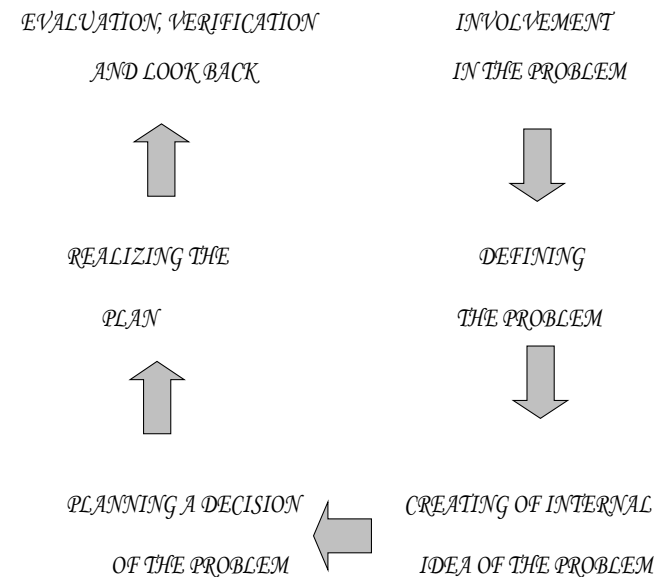 EVALUATION, VERIFICATION
AND LOOK BACK
INVOLVEMENT
IN THE PROBLEM
REALIZING THE
PLAN
DEFINING
THE PROBLEM
PLANNING A DECISION
OF THE PROBLEM
CREATING OF INTERNAL
IDEA OF THE PROBLEM